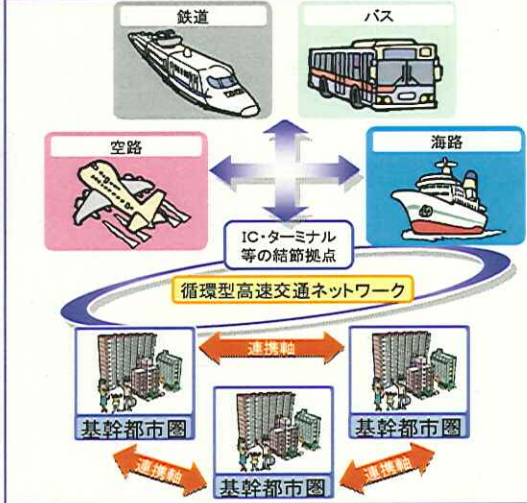 鉄道
バス
空路
海路
IC・ターミナル
等の結節拠点
循環型高速交通ネットワーク
連携軸
基幹都市圏
基幹都市圏
連携軸
連携軸
基幹都市圏